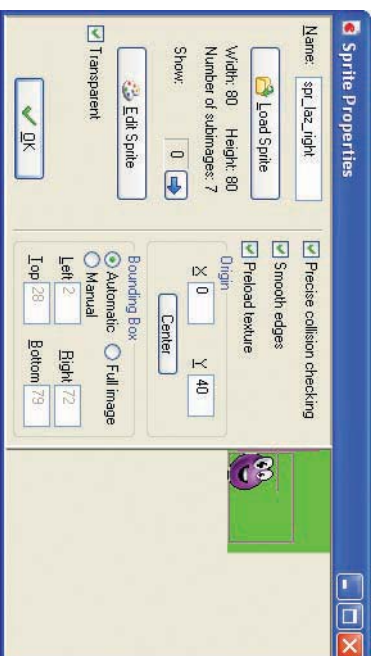 Sprite Properties
Name: spr_laz_right
Load Sprite
Width: 80 Height: 80
Number of subimages: 7
Show: 0
Edit Sprite
Transparent
OK
Precise collision checking
Smooth edges
Preload texture
Origin
X 0 Y 40
Center
Bounding Box
Automatic Full image
Manual
Left 2 Right 72
Top 28 Bottom 79